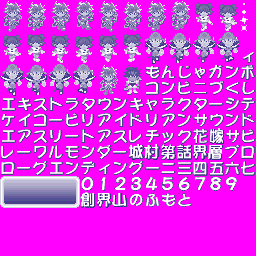 ィ
もんじゃガンボ
コンビニづくし
エキストラタウンキャラクターシテ
ケイコーピリアイドリアンサウンド
エアスリートアスレチック花嫁サビ
レーワルモンダー城村第話界層プロ
ローグエンディング一二三四五六七
0123456789
創界山のふもと